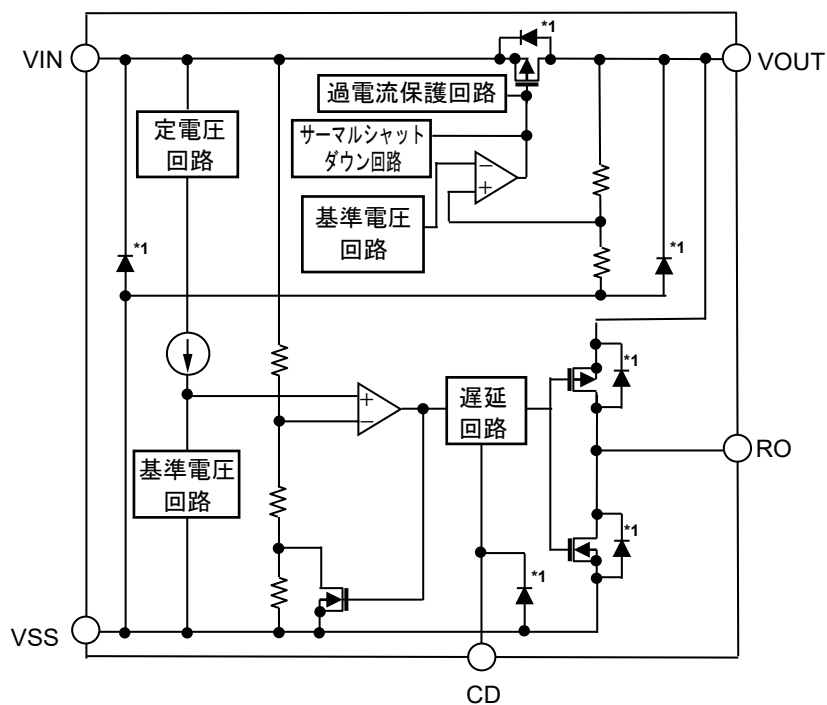 *1
VIN
VOUT
過電流保護回路
定電圧
回路
サーマルシャット
ダウン回路
−
+
基準電圧
回路
*1
*1
*1
+
−
遅延
回路
RO
基準電圧
回路
*1
*1
VSS
CD